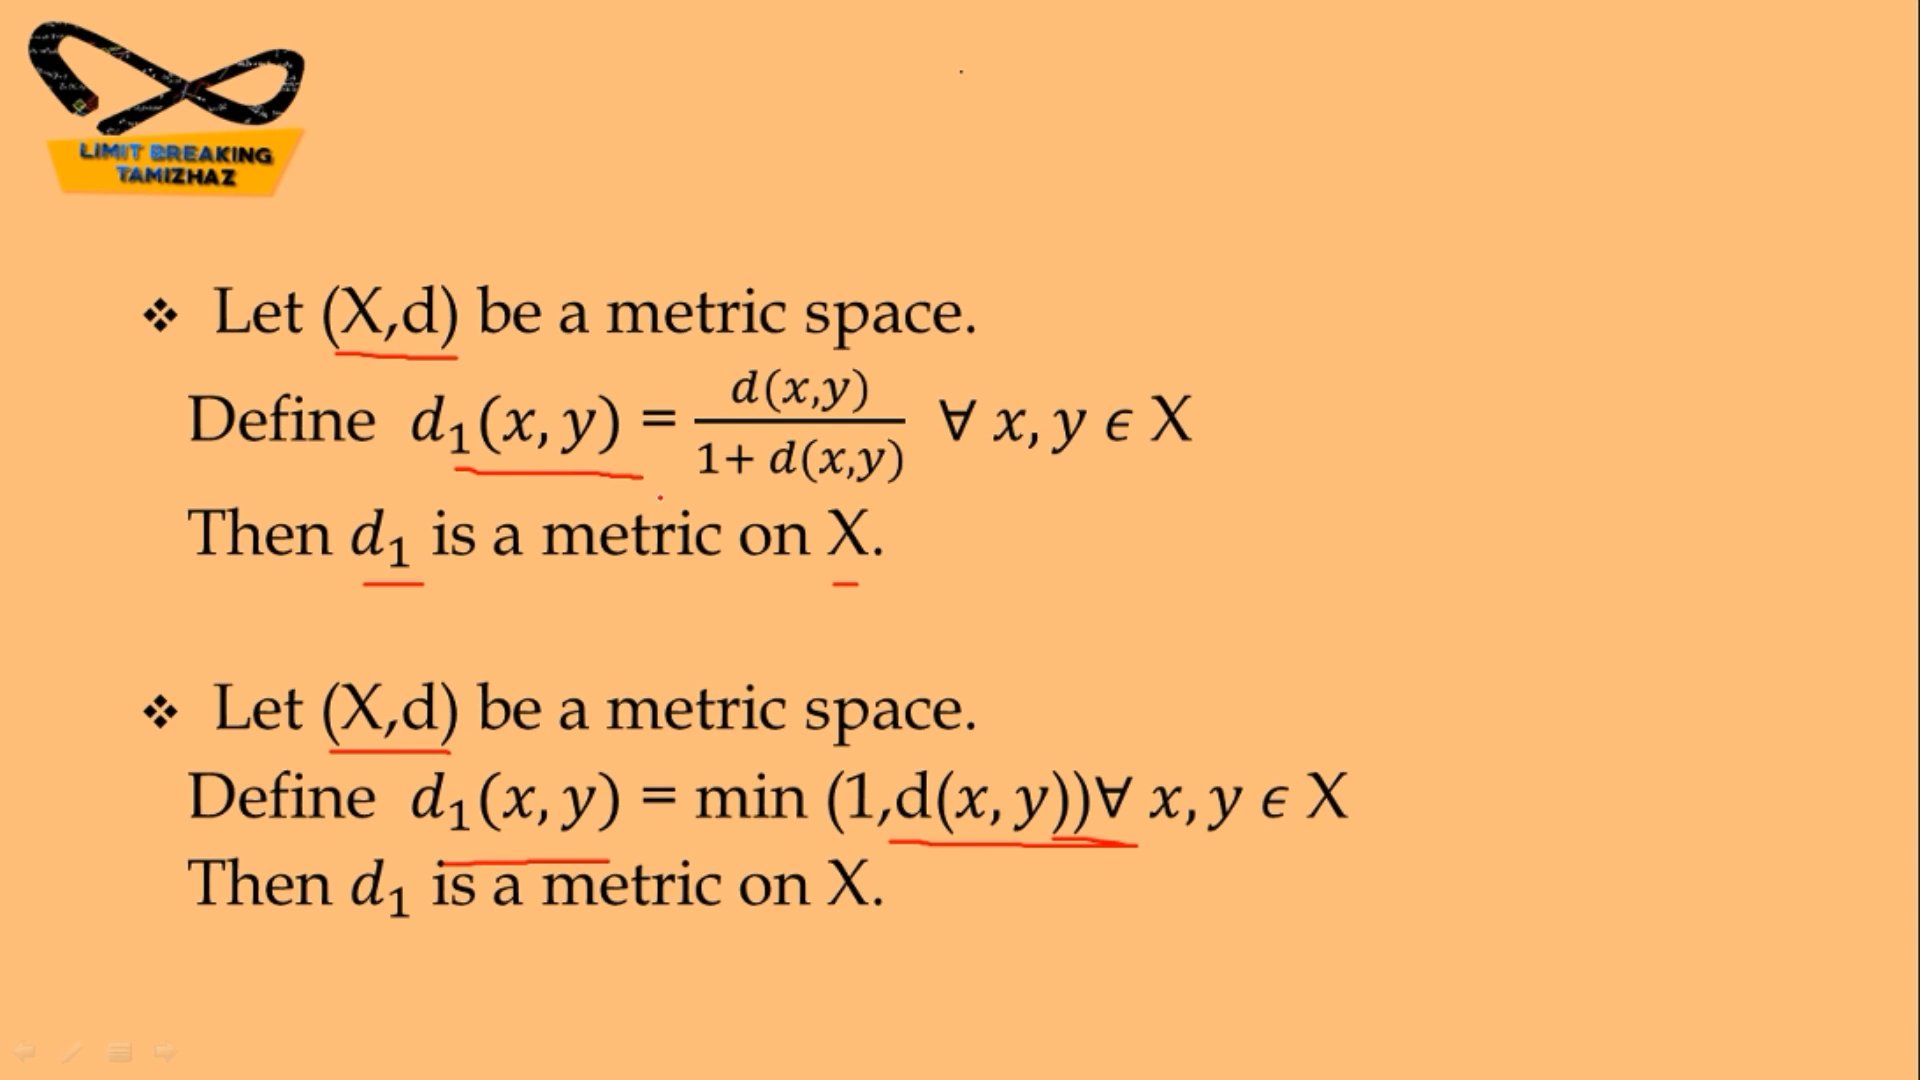 LIMIT BREAKING
TAMIZHAZ
❖ Let (X,d) be a metric space.
Define d₁(x, y) = d(x,y) / 1+ d(x,y) ∀ x, y ϵ X
Then d₁ is a metric on X.
❖ Let (X,d) be a metric space.
Define d₁(x, y) = min (1,d(x, y))∀ x, y ϵ X
Then d₁ is a metric on X.